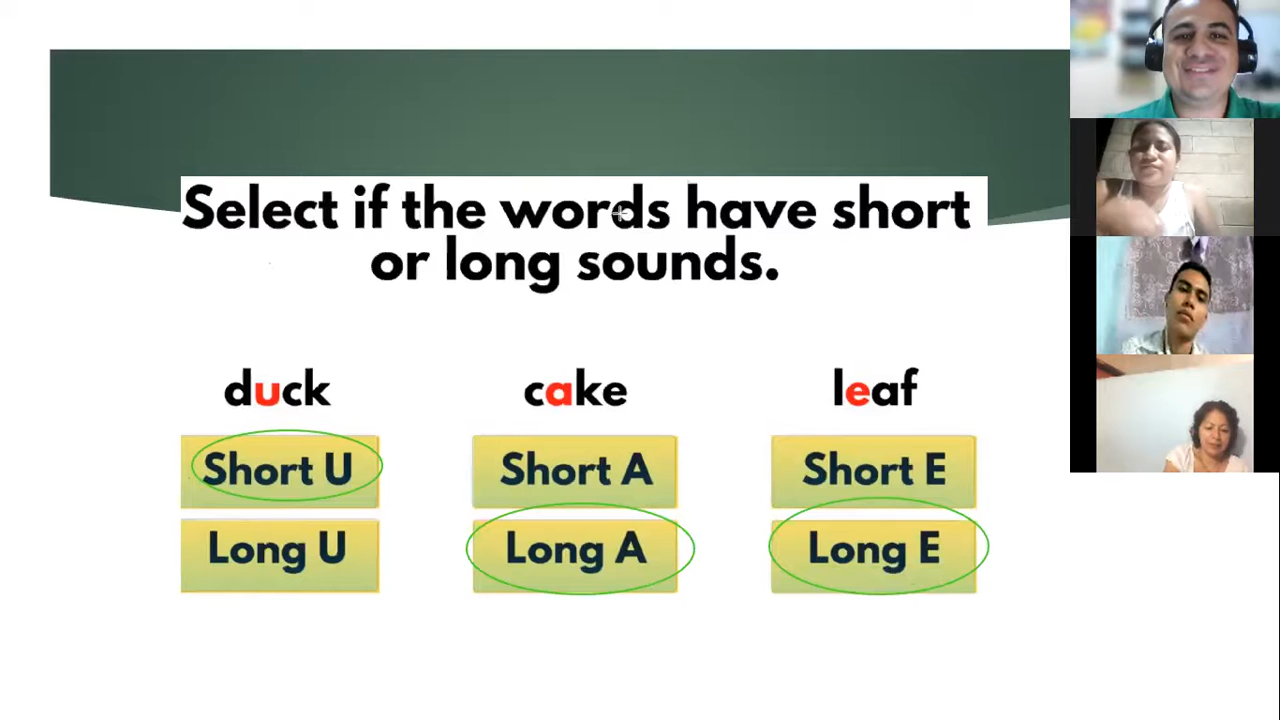 Select if the words have short
or long sounds.
duck cake leaf
Short U Short A Short E
Long U Long A Long E